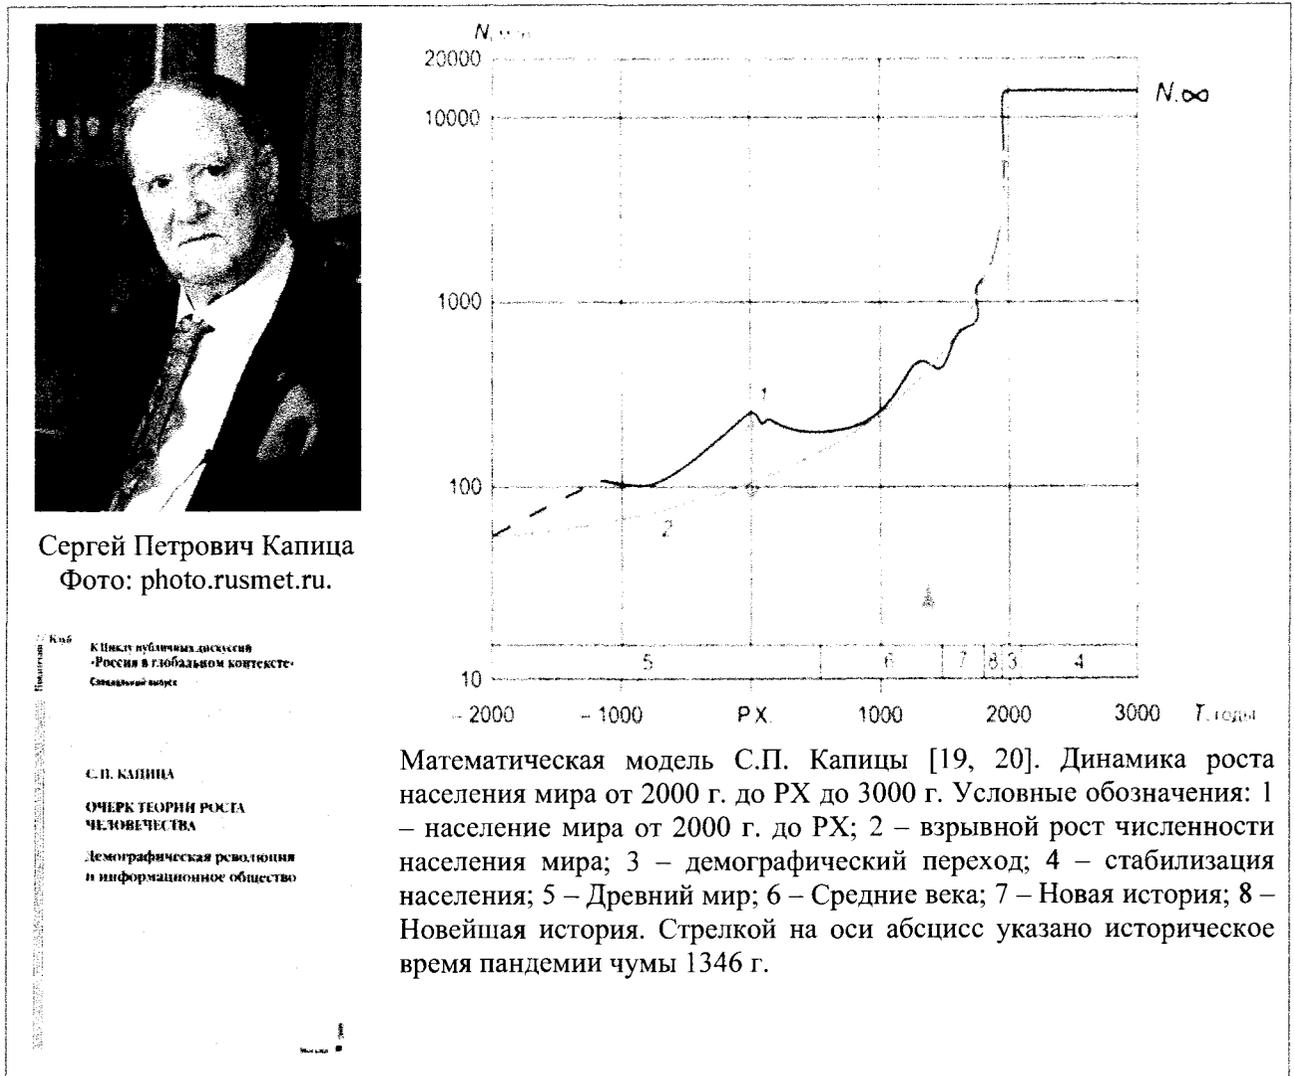 N,
20000
10000
1000
100
10
N.∞
1
2
5
6
7
8
3
4
– 2000
– 1000
Р Х.
1000
2000
3000
T, годы
Сергей Петрович Капица
Фото: photo.rusmet.ru.
К Циклу публичных дискуссий
«Россия в глобальном контексте»
Специальный выпуск
С.П. КАПИЦА
ОЧЕРК ТЕОРИИ РОСТА
ЧЕЛОВЕЧЕСТВА
Демографическая революция
и информационное общество
Москва
Математическая модель С.П. Капицы [19, 20]. Динамика роста
населения мира от 2000 г. до РХ до 3000 г. Условные обозначения: 1
– население мира от 2000 г. до РХ; 2 – взрывной рост численности
населения мира; 3 – демографический переход; 4 – стабилизация
населения; 5 – Древний мир; 6 – Средние века; 7 – Новая история; 8 –
Новейшая история. Стрелкой на оси абсцисс указано историческое
время пандемии чумы 1346 г.